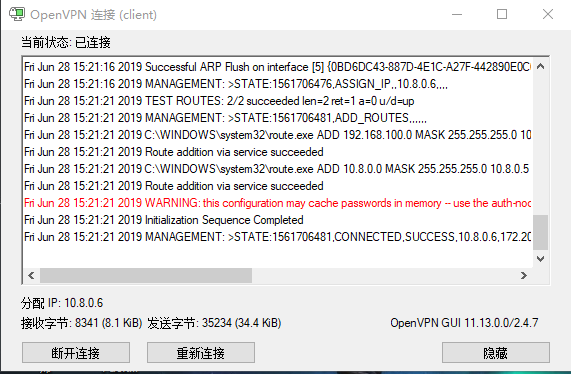 OpenVPN 连接 (client)
当前状态: 已连接
Fri Jun 28 15:21:16 2019 Successful ARP Flush on interface [5] {0BD6DC43-887D-4E1C-A27F-442890E0C
Fri Jun 28 15:21:16 2019 MANAGEMENT: >STATE:1561706476,ASSIGN_IP,,10.8.0.6,,,,
Fri Jun 28 15:21:21 2019 TEST ROUTES: 2/2 succeeded len=2 ret=1 a=0 u/d=up
Fri Jun 28 15:21:21 2019 MANAGEMENT: >STATE:1561706481,ADD_ROUTES,,,,,,
Fri Jun 28 15:21:21 2019 C:\WINDOWS\system32\route.exe ADD 192.168.100.0 MASK 255.255.255.0 10
Fri Jun 28 15:21:21 2019 Route addition via service succeeded
Fri Jun 28 15:21:21 2019 C:\WINDOWS\system32\route.exe ADD 10.8.0.0 MASK 255.255.255.0 10.8.0.5
Fri Jun 28 15:21:21 2019 Route addition via service succeeded
Fri Jun 28 15:21:21 2019 WARNING: this configuration may cache passwords in memory -- use the auth-noc
Fri Jun 28 15:21:21 2019 Initialization Sequence Completed
Fri Jun 28 15:21:21 2019 MANAGEMENT: >STATE:1561706481,CONNECTED,SUCCESS,10.8.0.6,172.20
分配 IP: 10.8.0.6
接收字节: 8341 (8.1 KiB) 发送字节: 35234 (34.4 KiB) OpenVPN GUI 11.13.0.0/2.4.7
断开连接 重新连接 隐藏